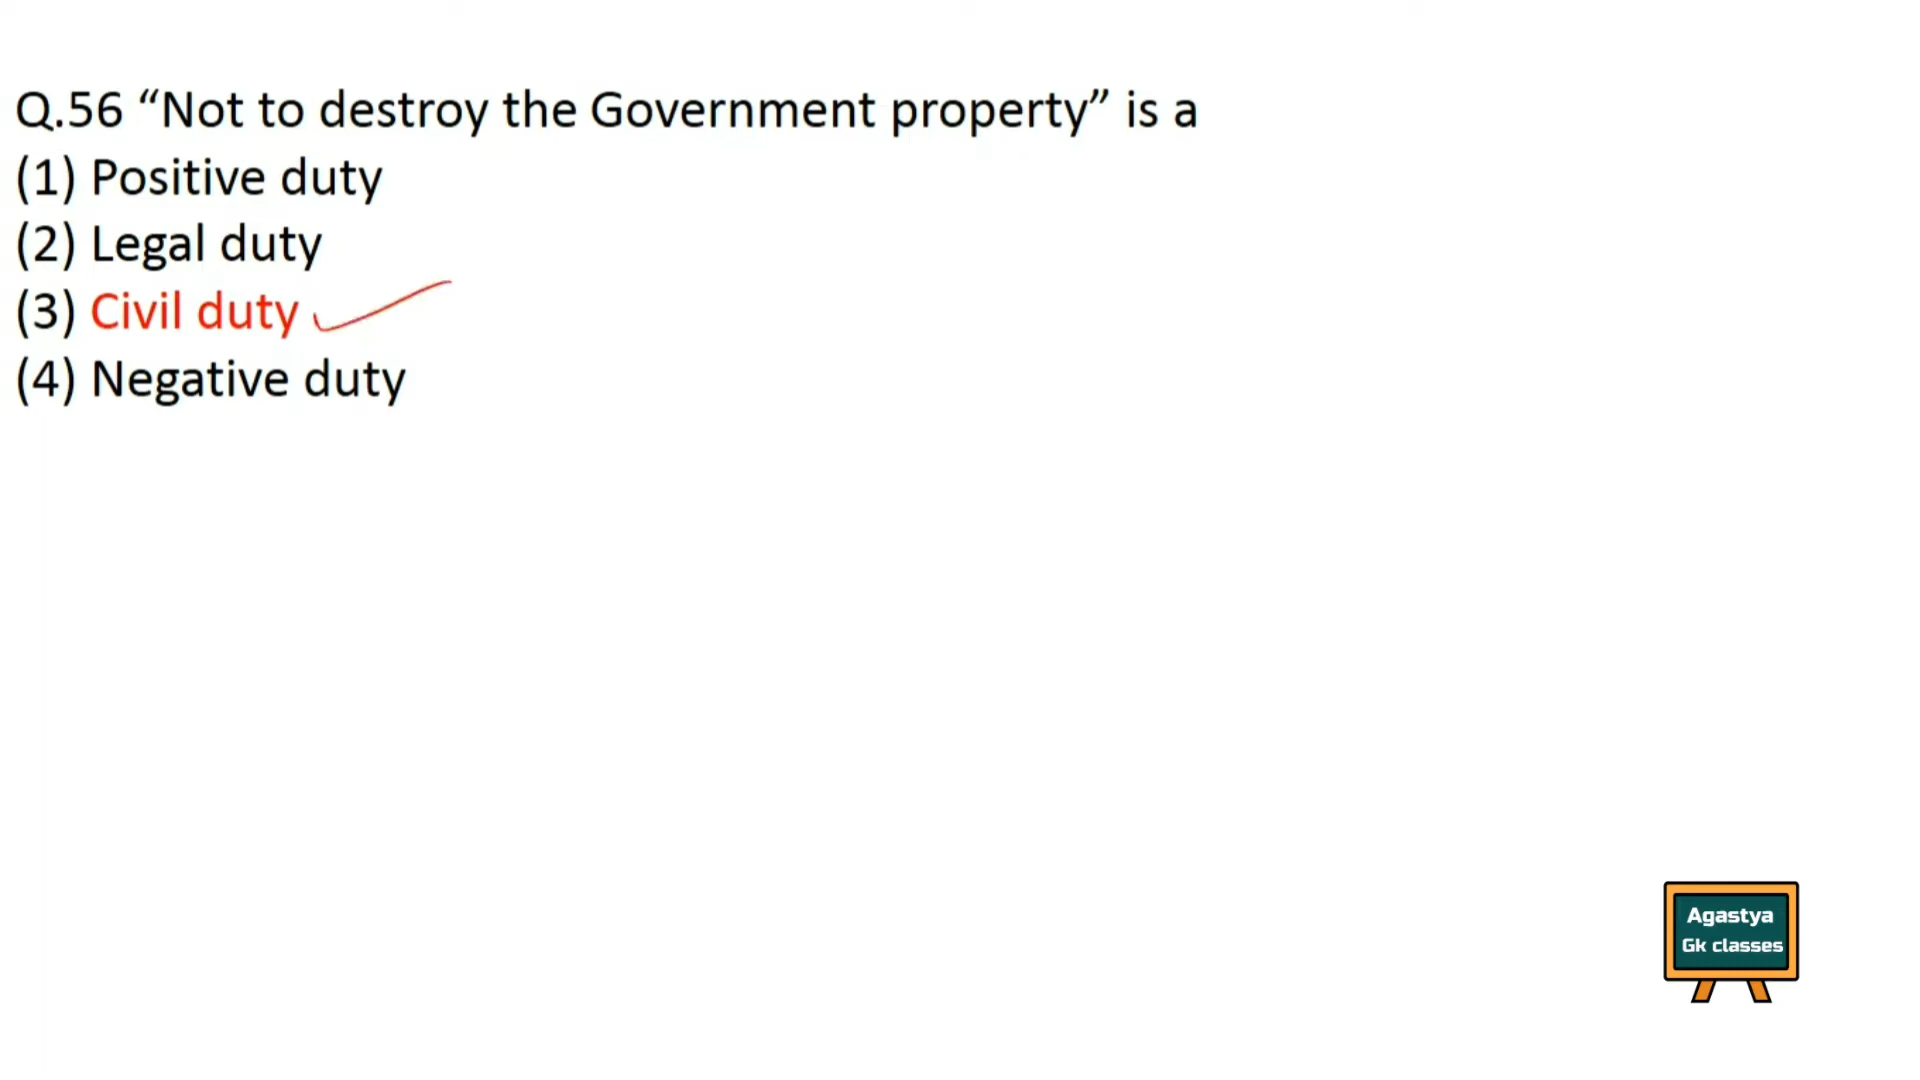 Q.56 “Not to destroy the Government property” is a
(1) Positive duty
(2) Legal duty
(3) Civil duty
(4) Negative duty
Agastya
Gk classes